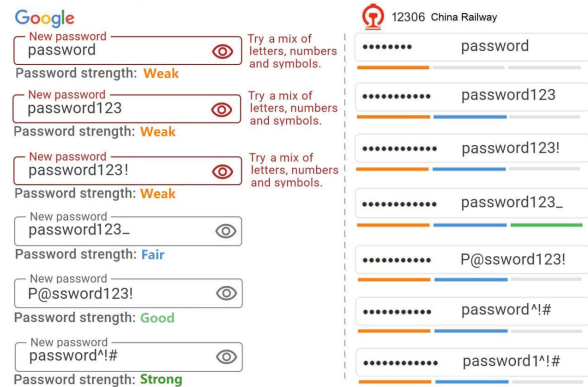 Google
New password
password
Password strength: Weak
Try a mix of
letters, numbers
and symbols.
New password
password123
Password strength: Weak
Try a mix of
letters, numbers
and symbols.
New password
password123!
Password strength: Weak
Try a mix of
letters, numbers
and symbols.
New password
password123_
Password strength: Fair
New password
P@ssword123!
Password strength: Good
New password
password^!#
Password strength: Strong
12306 China Railway
•••••••• password
••••••••••• password123
•••••••••••• password123!
•••••••••••• password123_
••••••••••• P@ssword123!
••••••••••• password^!#
•••••••••••• password1^!#